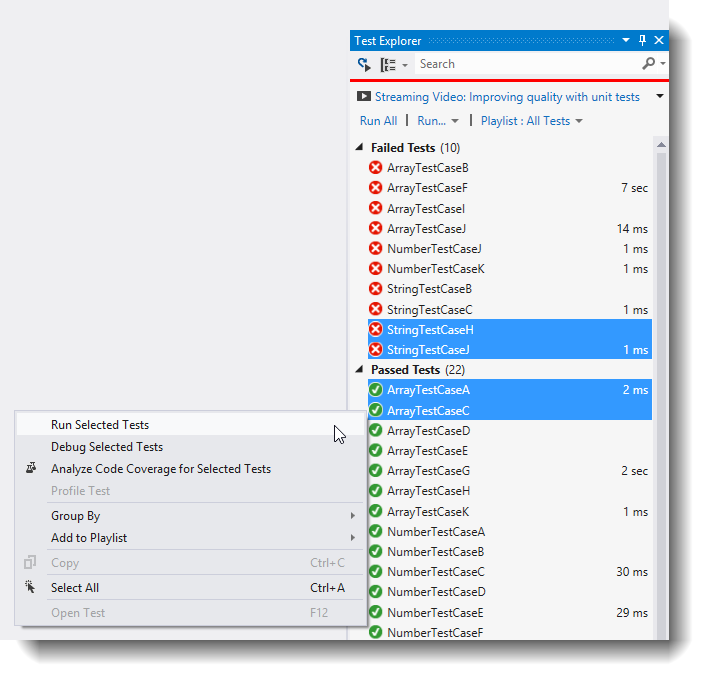 Test Explorer
Search
Streaming Video: Improving quality with unit tests
Run All | Run... | Playlist : All Tests
Failed Tests (10)
ArrayTestCaseB
ArrayTestCaseF 7 sec
ArrayTestCaseI
ArrayTestCaseJ 14 ms
NumberTestCaseJ 1 ms
NumberTestCaseK 1 ms
StringTestCaseB
StringTestCaseC 1 ms
StringTestCaseH
StringTestCaseJ 1 ms
Passed Tests (22)
ArrayTestCaseA 2 ms
ArrayTestCaseC
ArrayTestCaseD
ArrayTestCaseE
ArrayTestCaseG 2 sec
ArrayTestCaseH
ArrayTestCaseK 1 ms
NumberTestCaseA
NumberTestCaseB
NumberTestCaseC 30 ms
NumberTestCaseD
NumberTestCaseE 29 ms
NumberTestCaseF
Run Selected Tests
Debug Selected Tests
Analyze Code Coverage for Selected Tests
Profile Test
Group By
Add to Playlist
Copy Ctrl+C
Select All Ctrl+A
Open Test F12